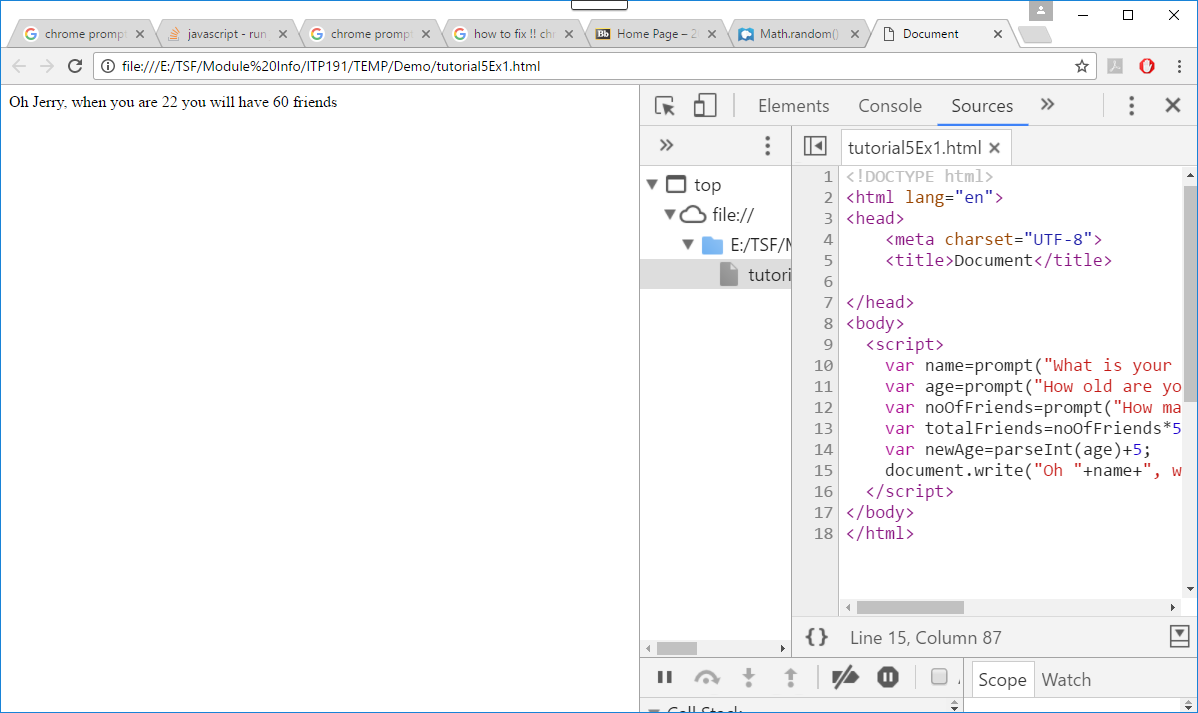 chrome promp
javascript - run
chrome promp
how to fix !! chr
Bb Home Page – 2
Math.random()
Document
file:///E:/TSF/Module%20Info/ITP191/TEMP/Demo/tutorial5Ex1.html
Oh Jerry, when you are 22 you will have 60 friends
Elements Console Sources
tutorial5Ex1.html
top
file://
E:/TSF/M
tutori
1 <!DOCTYPE html>
2 <html lang="en">
3 <head>
4 <meta charset="UTF-8">
5 <title>Document</title>
6
7 </head>
8 <body>
9 <script>
10 var name=prompt("What is your
11 var age=prompt("How old are yo
12 var noOfFriends=prompt("How ma
13 var totalFriends=noOfFriends*5
14 var newAge=parseInt(age)+5;
15 document.write("Oh "+name+", w
16 </script>
17 </body>
18 </html>
{} Line 15, Column 87
Scope Watch
Call Stack